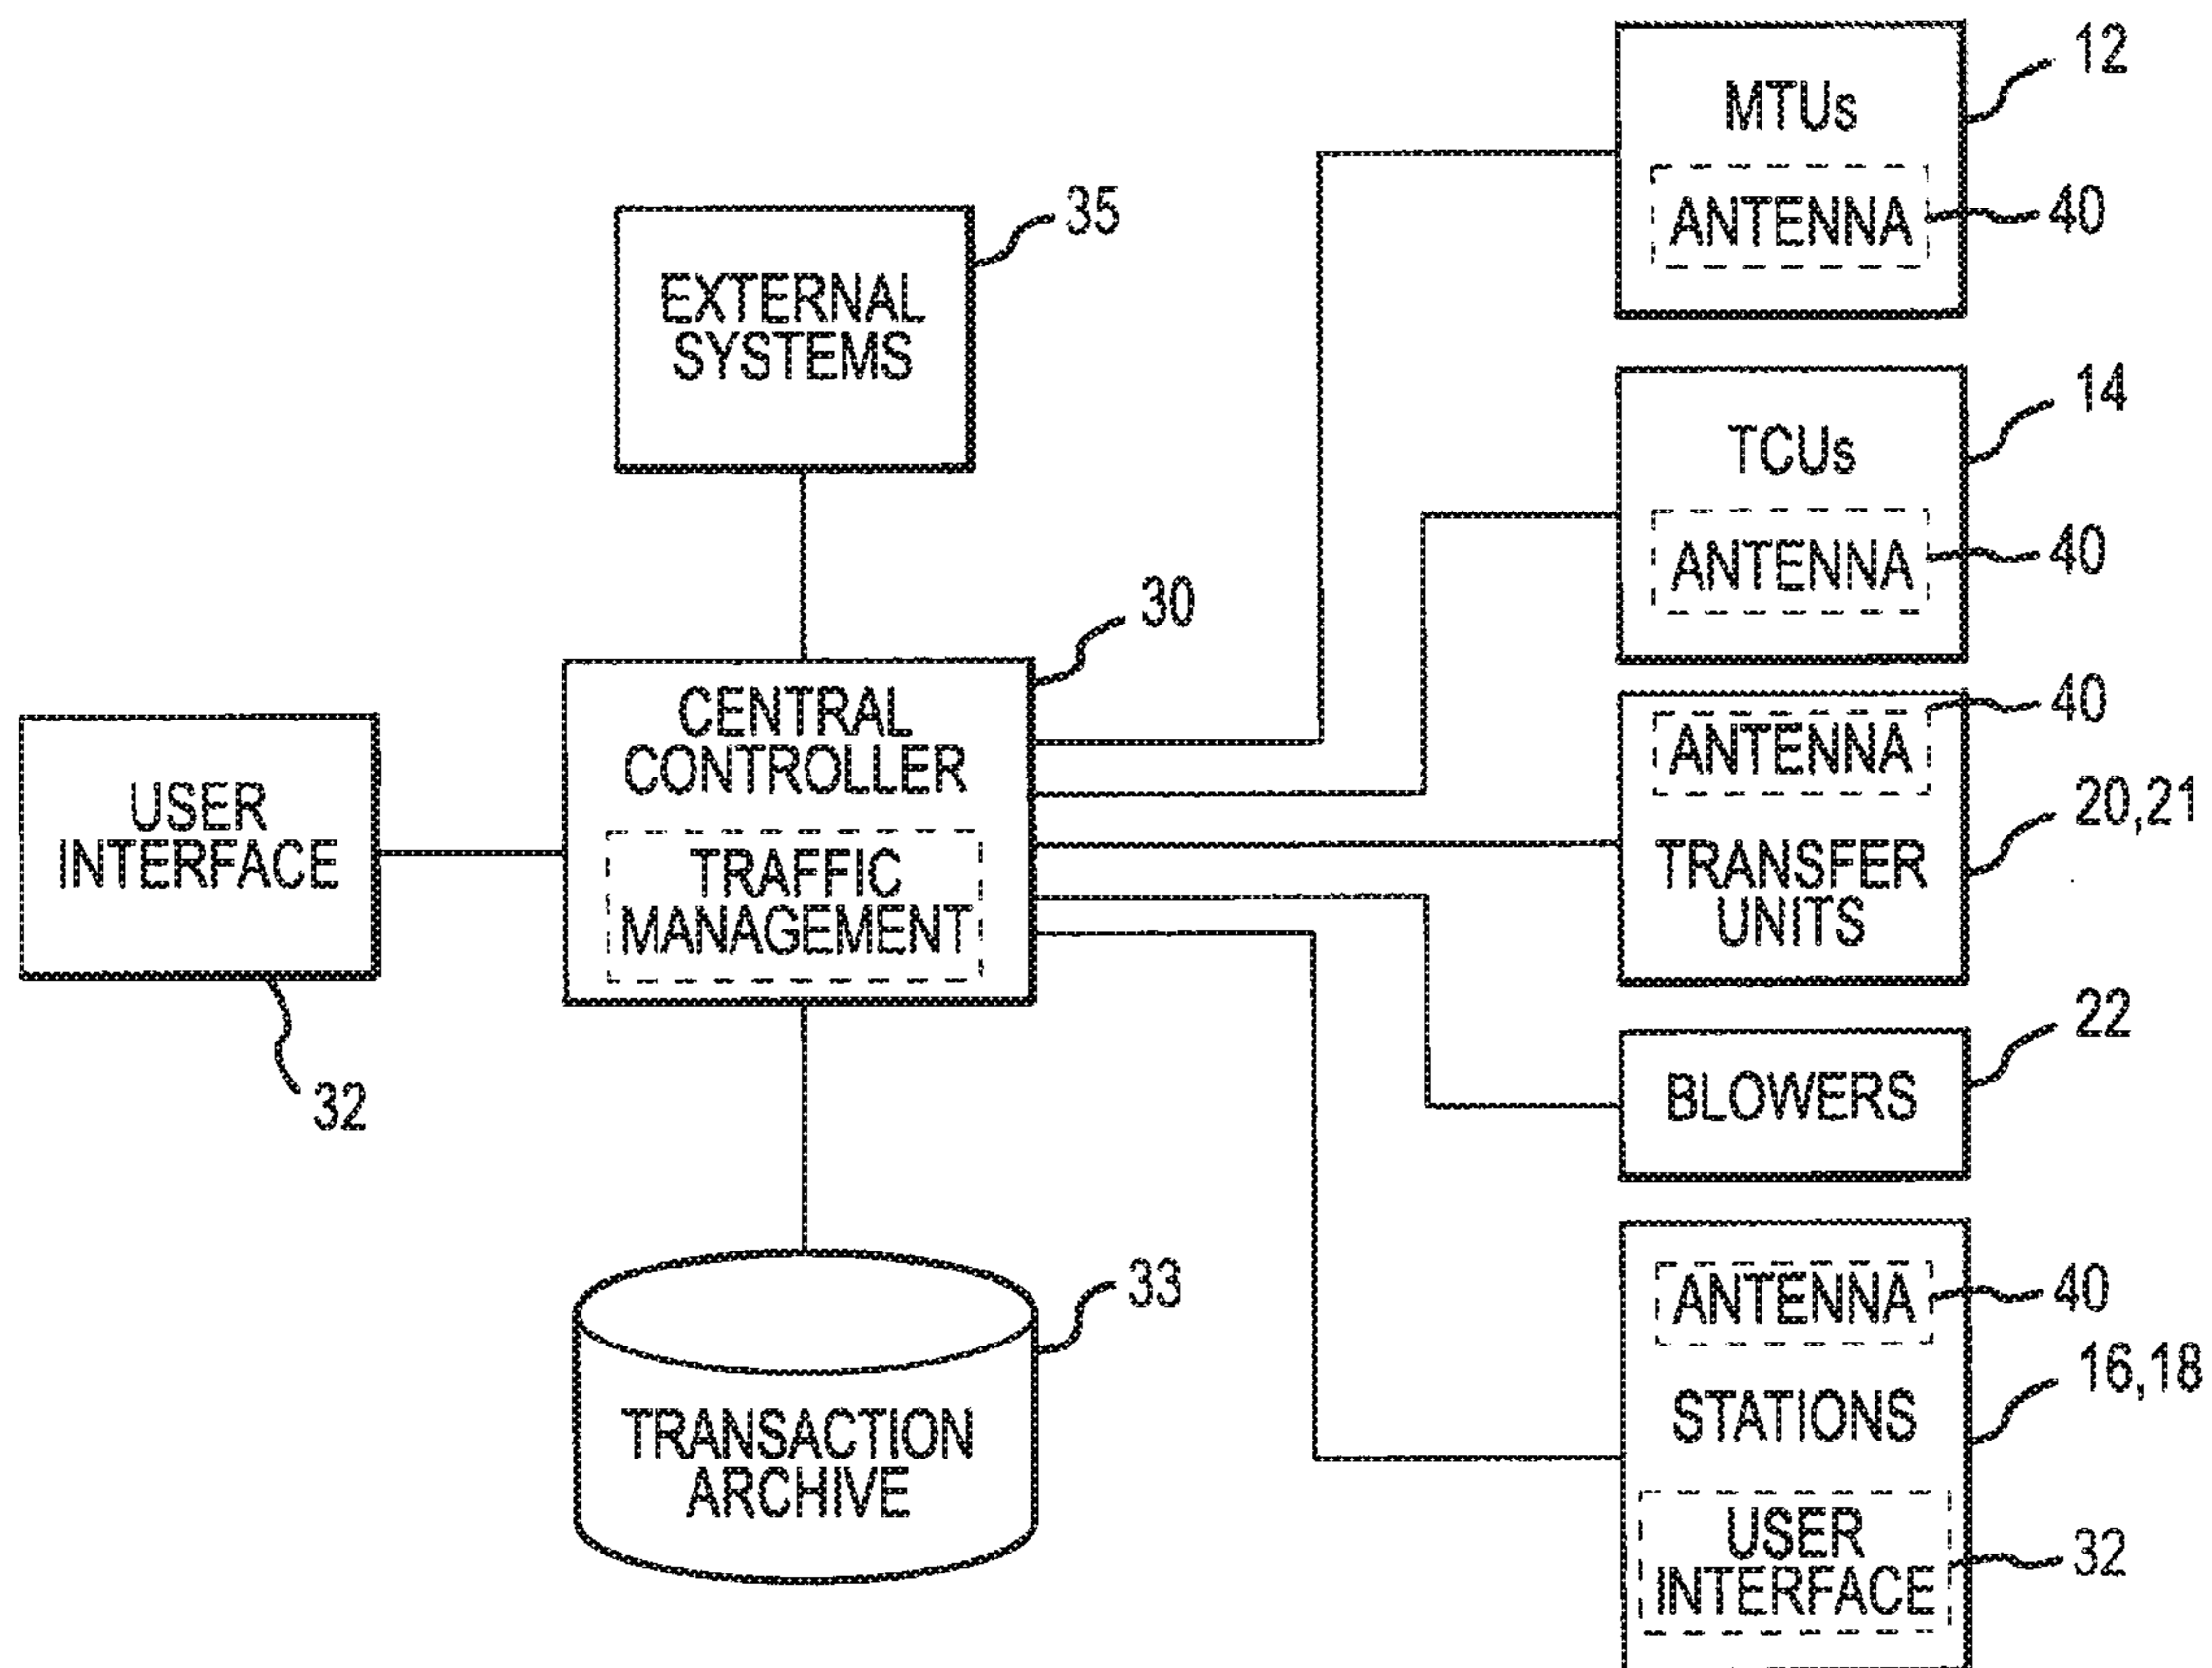 12
MTUs
ANTENNA
40
35
EXTERNAL
SYSTEMS
14
TCUs
ANTENNA
40
30
CENTRAL
CONTROLLER
TRAFFIC
MANAGEMENT
40
ANTENNA
20,21
TRANSFER
UNITS
USER
INTERFACE
32
22
BLOWERS
33
TRANSACTION
ARCHIVE
ANTENNA
40
16,18
STATIONS
USER
INTERFACE
32